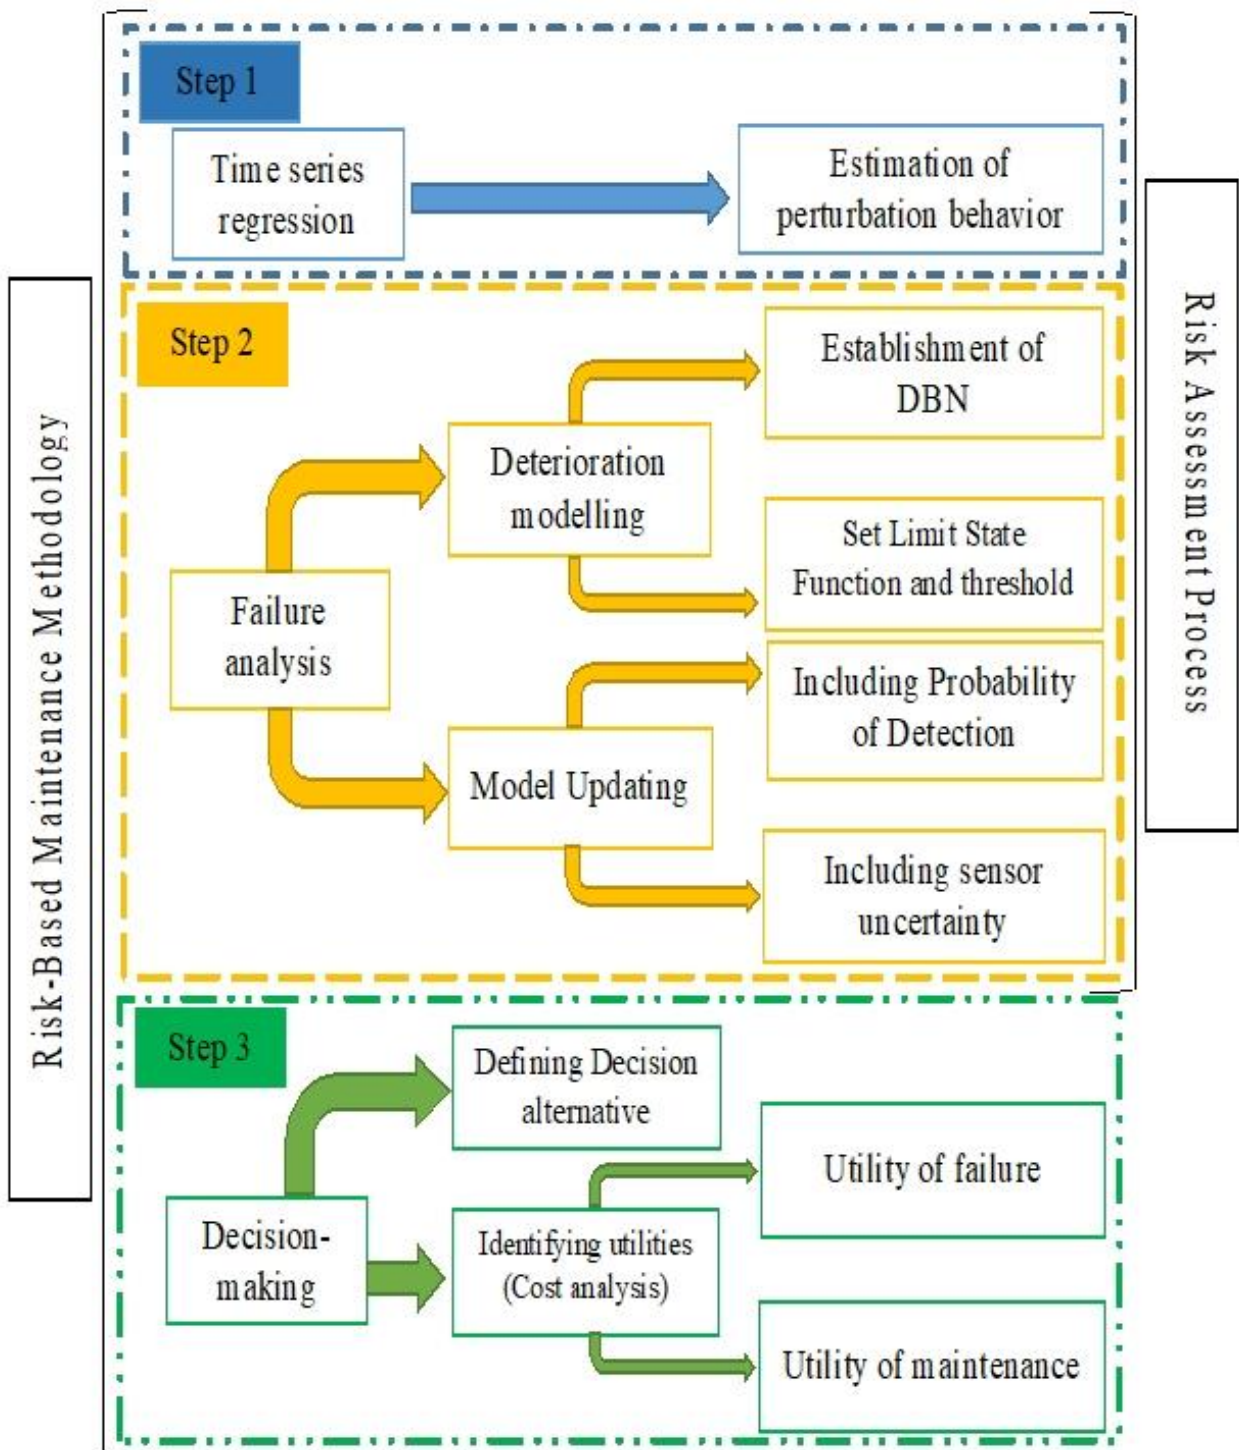 Step 1
Time series
regression
Estimation of
perturbation behavior
Step 2
Establishment of
DBN
Deterioration
modelling
Set Limit State
Function and threshold
Failure
analysis
Including Probability
of Detection
Model Updating
Including sensor
uncertainty
Step 3
Defining Decision
alternative
Utility of failure
Decision-
making
Identifying utilities
(Cost analysis)
Utility of maintenance
Risk-Based Maintenance Methodology
Risk Assessment Process